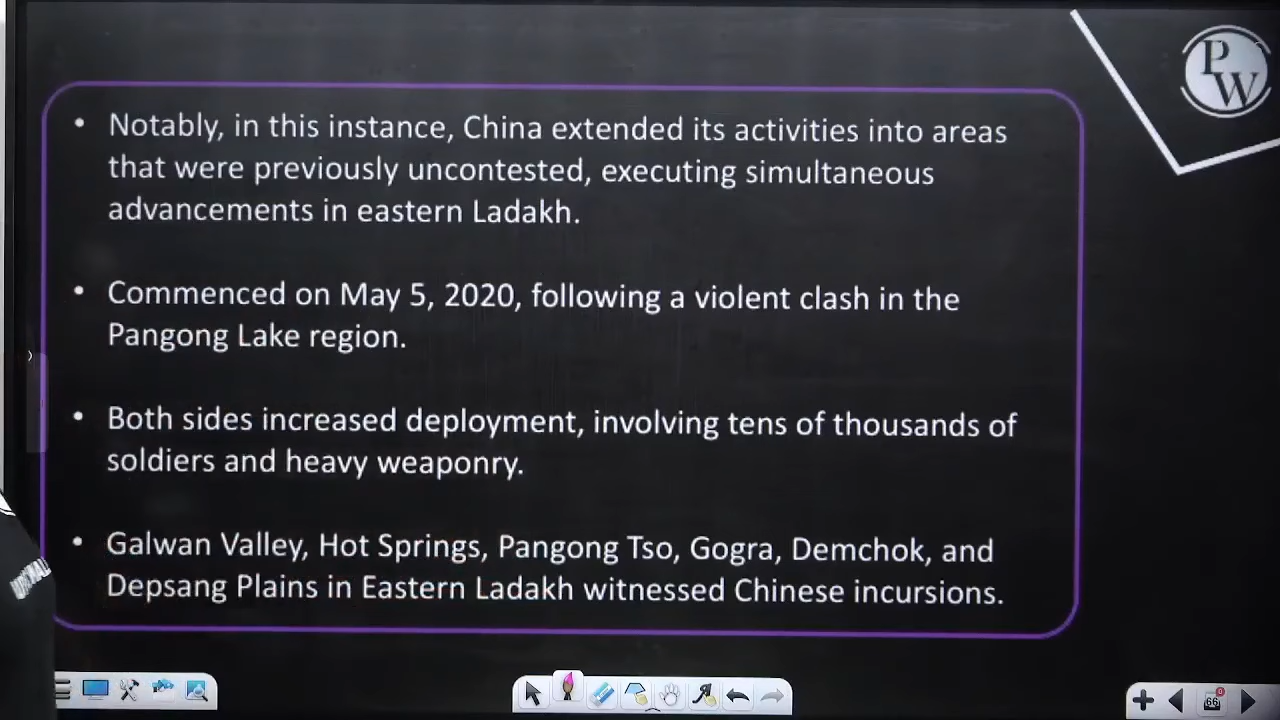 PW
• Notably, in this instance, China extended its activities into areas
that were previously uncontested, executing simultaneous
advancements in eastern Ladakh.
• Commenced on May 5, 2020, following a violent clash in the
Pangong Lake region.
• Both sides increased deployment, involving tens of thousands of
soldiers and heavy weaponry.
• Galwan Valley, Hot Springs, Pangong Tso, Gogra, Demchok, and
Depsang Plains in Eastern Ladakh witnessed Chinese incursions.
66